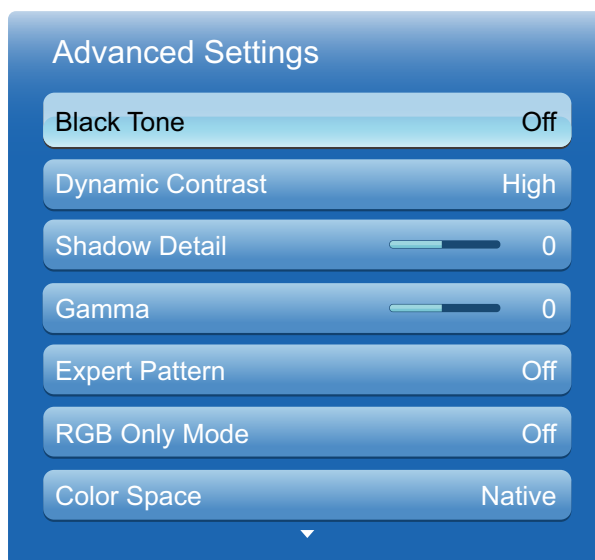 Advanced Settings
Black Tone Off
Dynamic Contrast High
Shadow Detail 0
Gamma 0
Expert Pattern Off
RGB Only Mode Off
Color Space Native